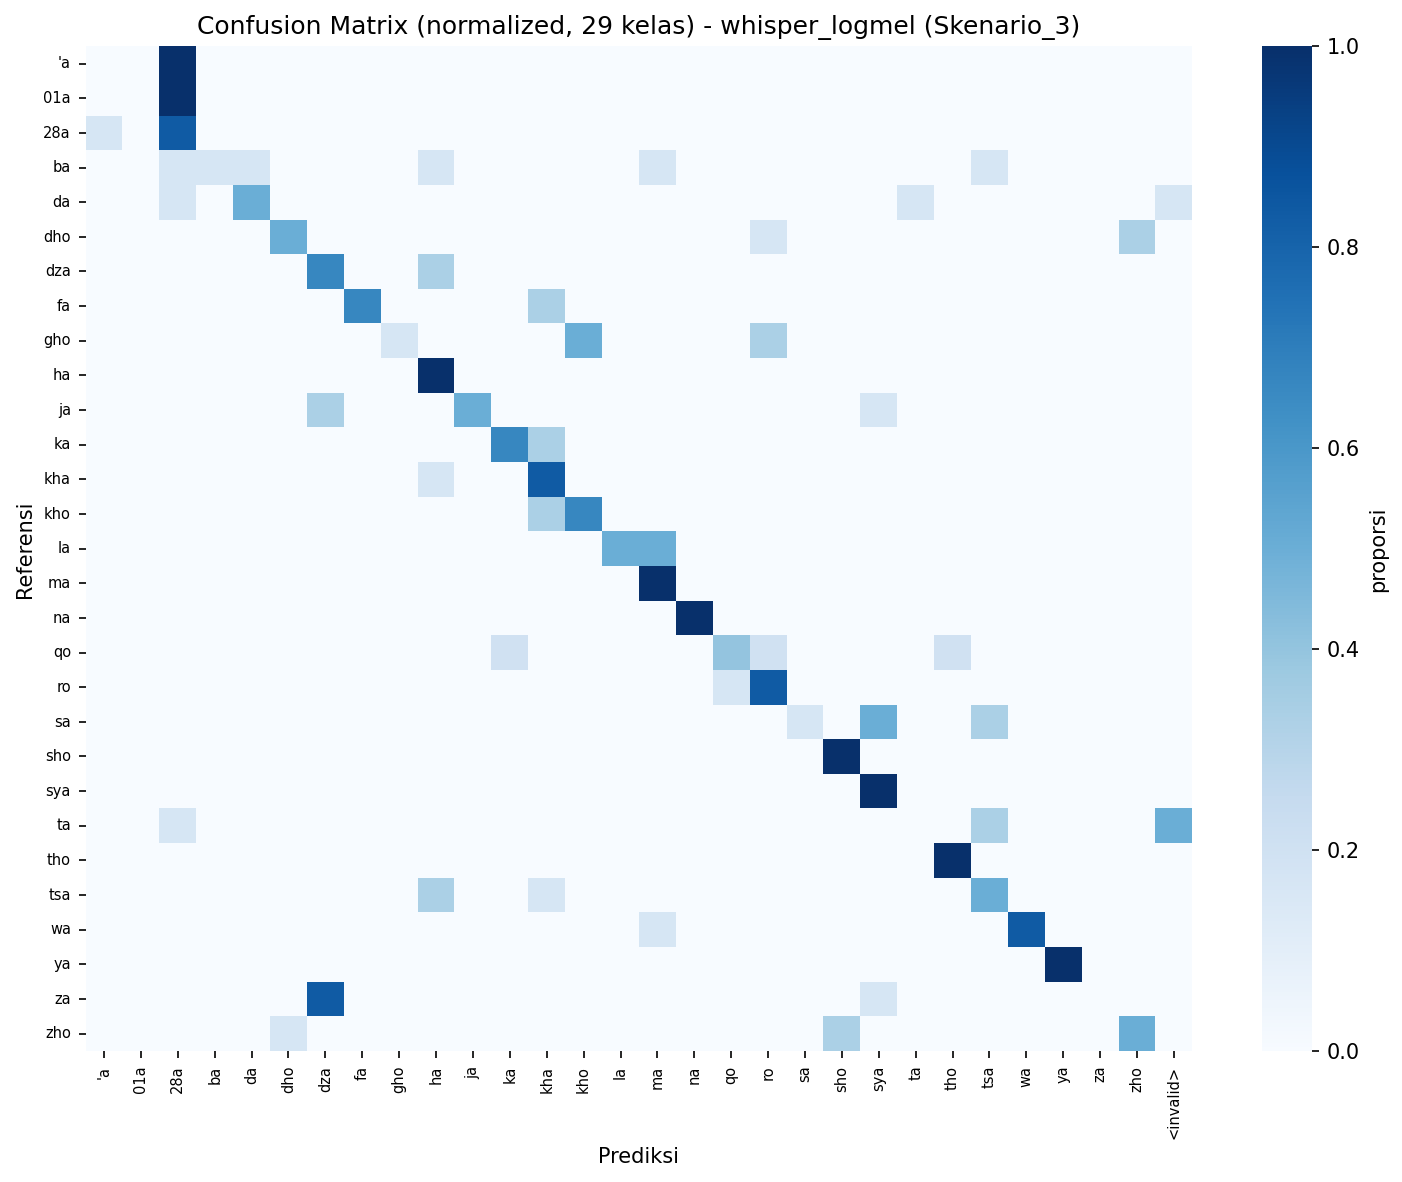 Confusion Matrix (normalized, 29 kelas) - whisper_logmel (Skenario_3)
Referensi
'a
01a
28a
ba
da
dho
dza
fa
gho
ha
ja
ka
kha
kho
la
ma
na
qo
ro
sa
sho
sya
ta
tho
tsa
wa
ya
za
zho
'a
01a
28a
ba
da
dho
dza
fa
gho
ha
ja
ka
kha
kho
la
ma
na
qo
ro
sa
sho
sya
ta
tho
tsa
wa
ya
za
zho
<invalid>
Prediksi
1.0
0.8
0.6
0.4
0.2
0.0
proporsi